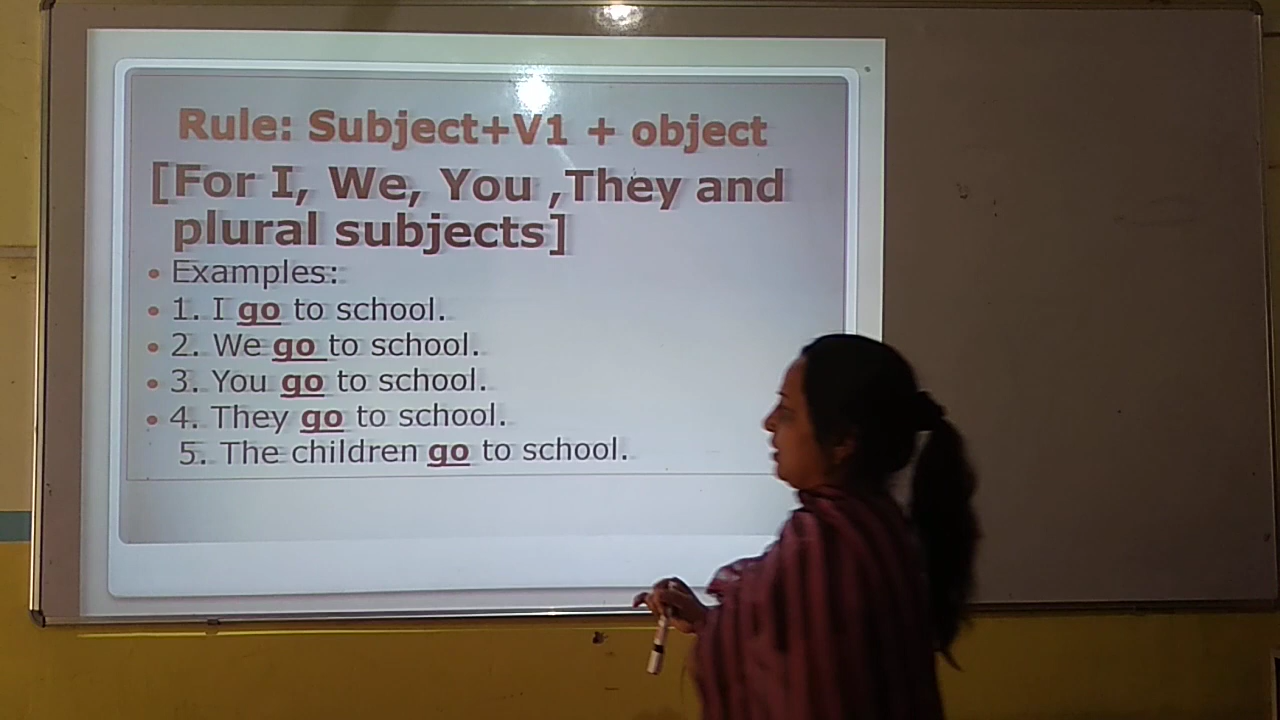 Rule: Subject+V1 + object
[For I, We, You ,They and
plural subjects]
• Examples:
• 1. I go to school.
• 2. We go to school.
• 3. You go to school.
• 4. They go to school.
5. The children go to school.